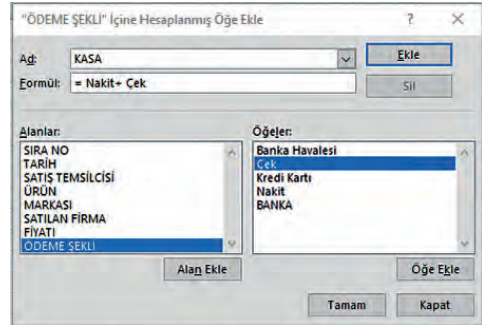 "ÖDEME ŞEKLİ" İçine Hesaplanmış Öğe Ekle ? ×
Ad: KASA Ekle
Formül: = Nakit+ Çek Sil
Alanlar: Öğeler:
SIRA NO Banka Havalesi
TARİH Çek
SATIŞ TEMSİLCİSİ Kredi Kartı
ÜRÜN Nakit
MARKASI BANKA
SATILAN FİRMA
FİYATI
ÖDEME ŞEKLİ
Alan Ekle Öğe Ekle
Tamam Kapat